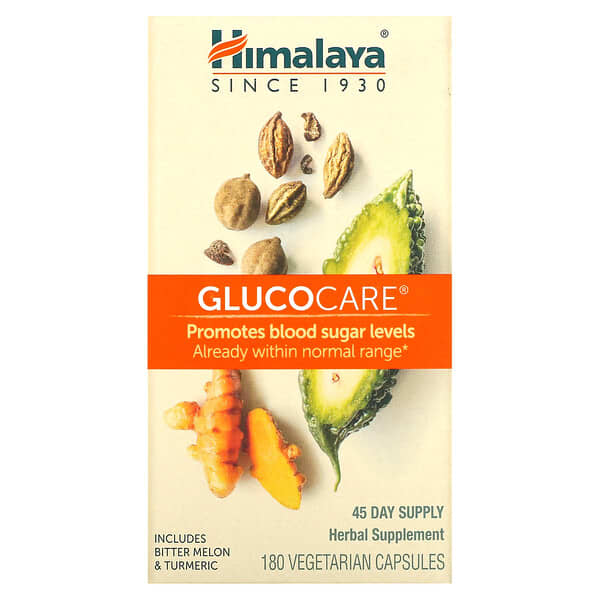 Himalaya®
SINCE 1930
GLUCOCARE®
Promotes blood sugar levels
Already within normal range*
45 DAY SUPPLY
Herbal Supplement
180 VEGETARIAN CAPSULES
INCLUDES
BITTER MELON
& TURMERIC